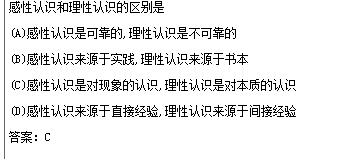 感性认识和理性认识的区别是
(A)感性认识是可靠的,理性认识是不可靠的
(B)感性认识来源于实践,理性认识来源于书本
(C)感性认识是对现象的认识,理性认识是对本质的认识
(D)感性认识来源于直接经验,理性认识来源于间接经验
答案：C